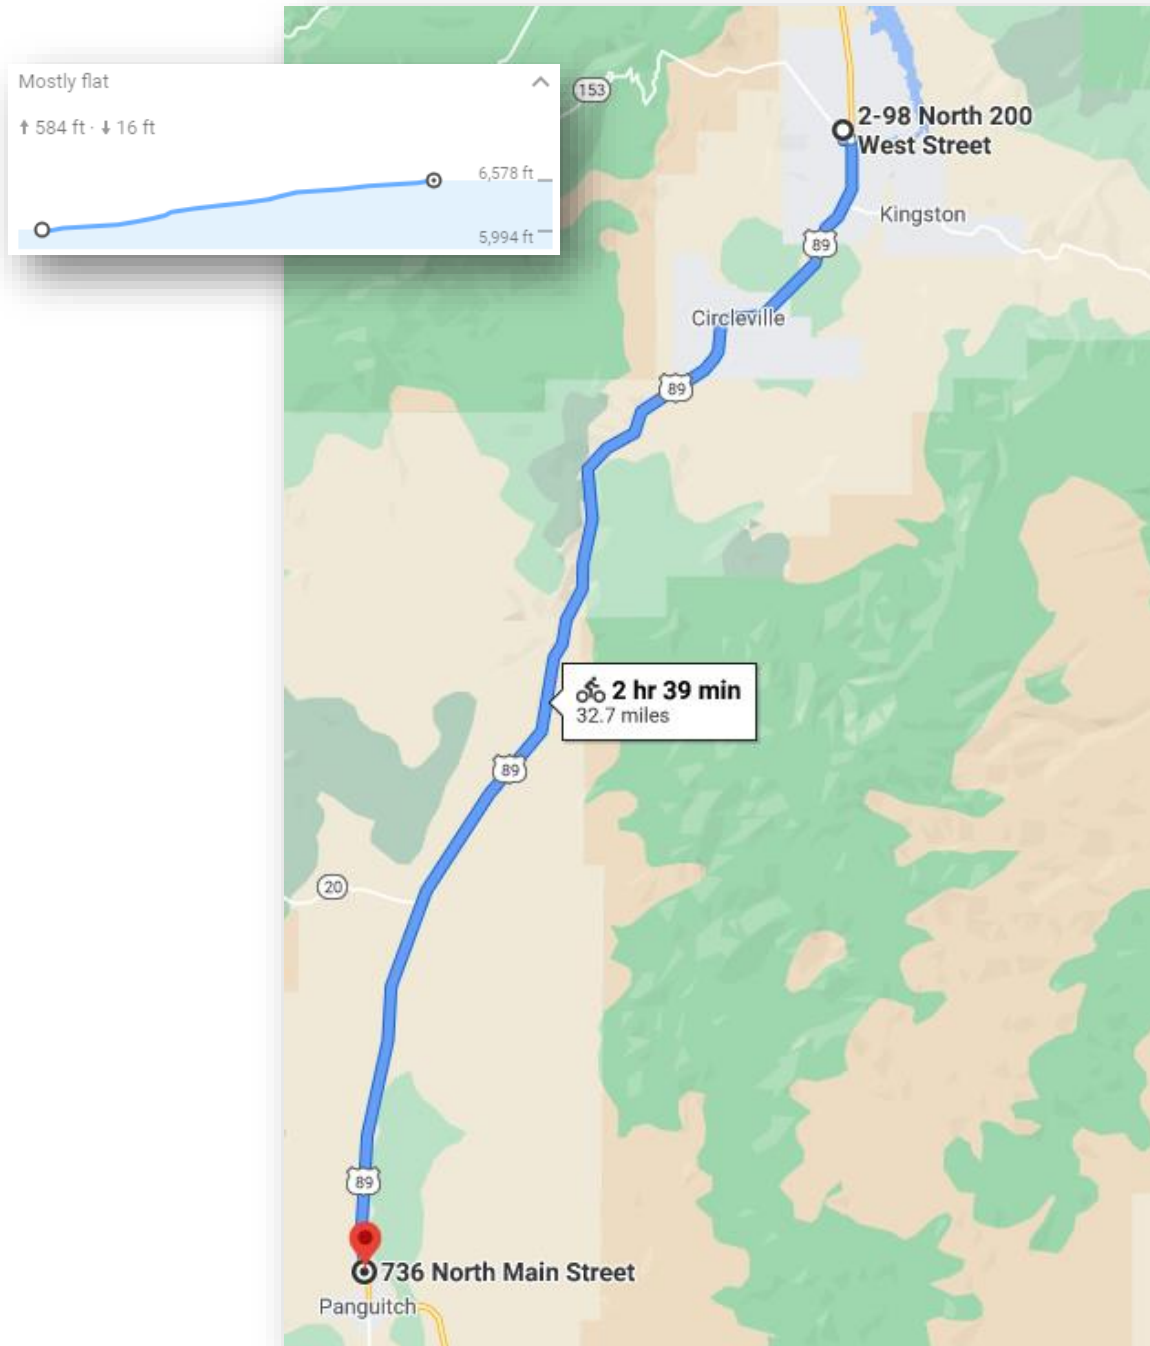 Mostly flat
↑ 584 ft · ↓ 16 ft
6,578 ft
5,994 ft
153
2-98 North 200
West Street
Kingston
89
Circleville
89
2 hr 39 min
32.7 miles
89
20
89
736 North Main Street
Panguitch